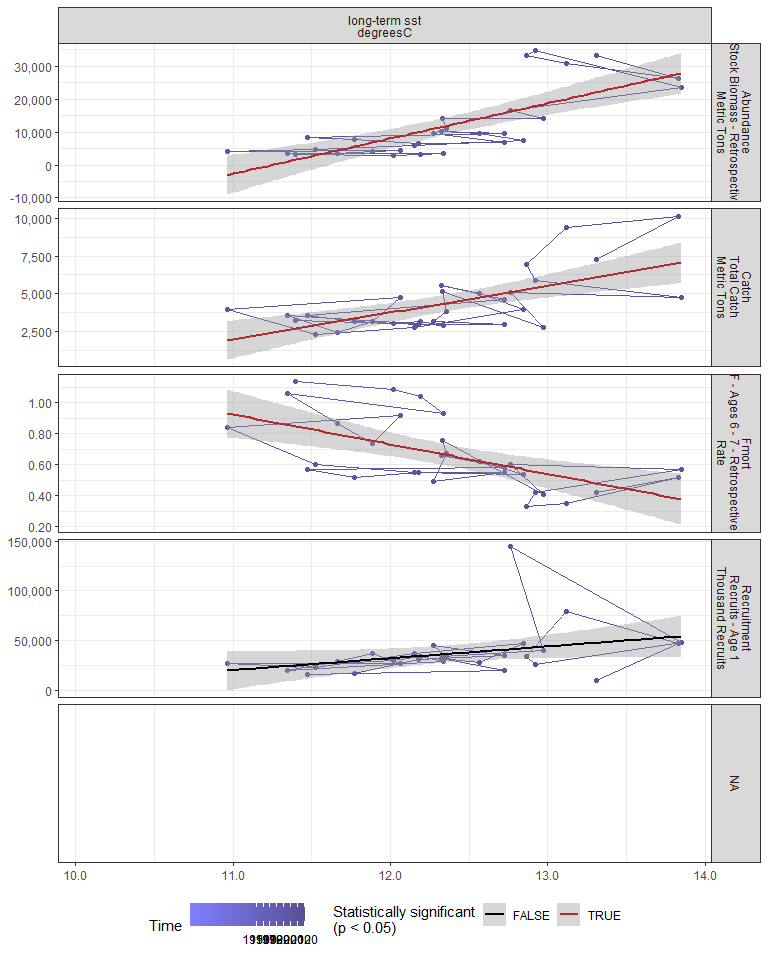 long-term sst
degreesC
30,000
20,000
10,000
0
-10,000
Abundance
Stock Biomass - Retrospectiv
Metric Tons
10,000
7,500
5,000
2,500
Catch
Total Catch
Metric Tons
1.00
0.80
0.60
0.40
0.20
Fmort
F - Ages 6 - 7 - Retrospective
Rate
150,000
100,000
50,000
0
Recruitment
Recruits - Age 1
Thousand Recruits
NA
10.0 11.0 12.0 13.0 14.0
Time
Statistically significant
(p < 0.05)
FALSE
TRUE